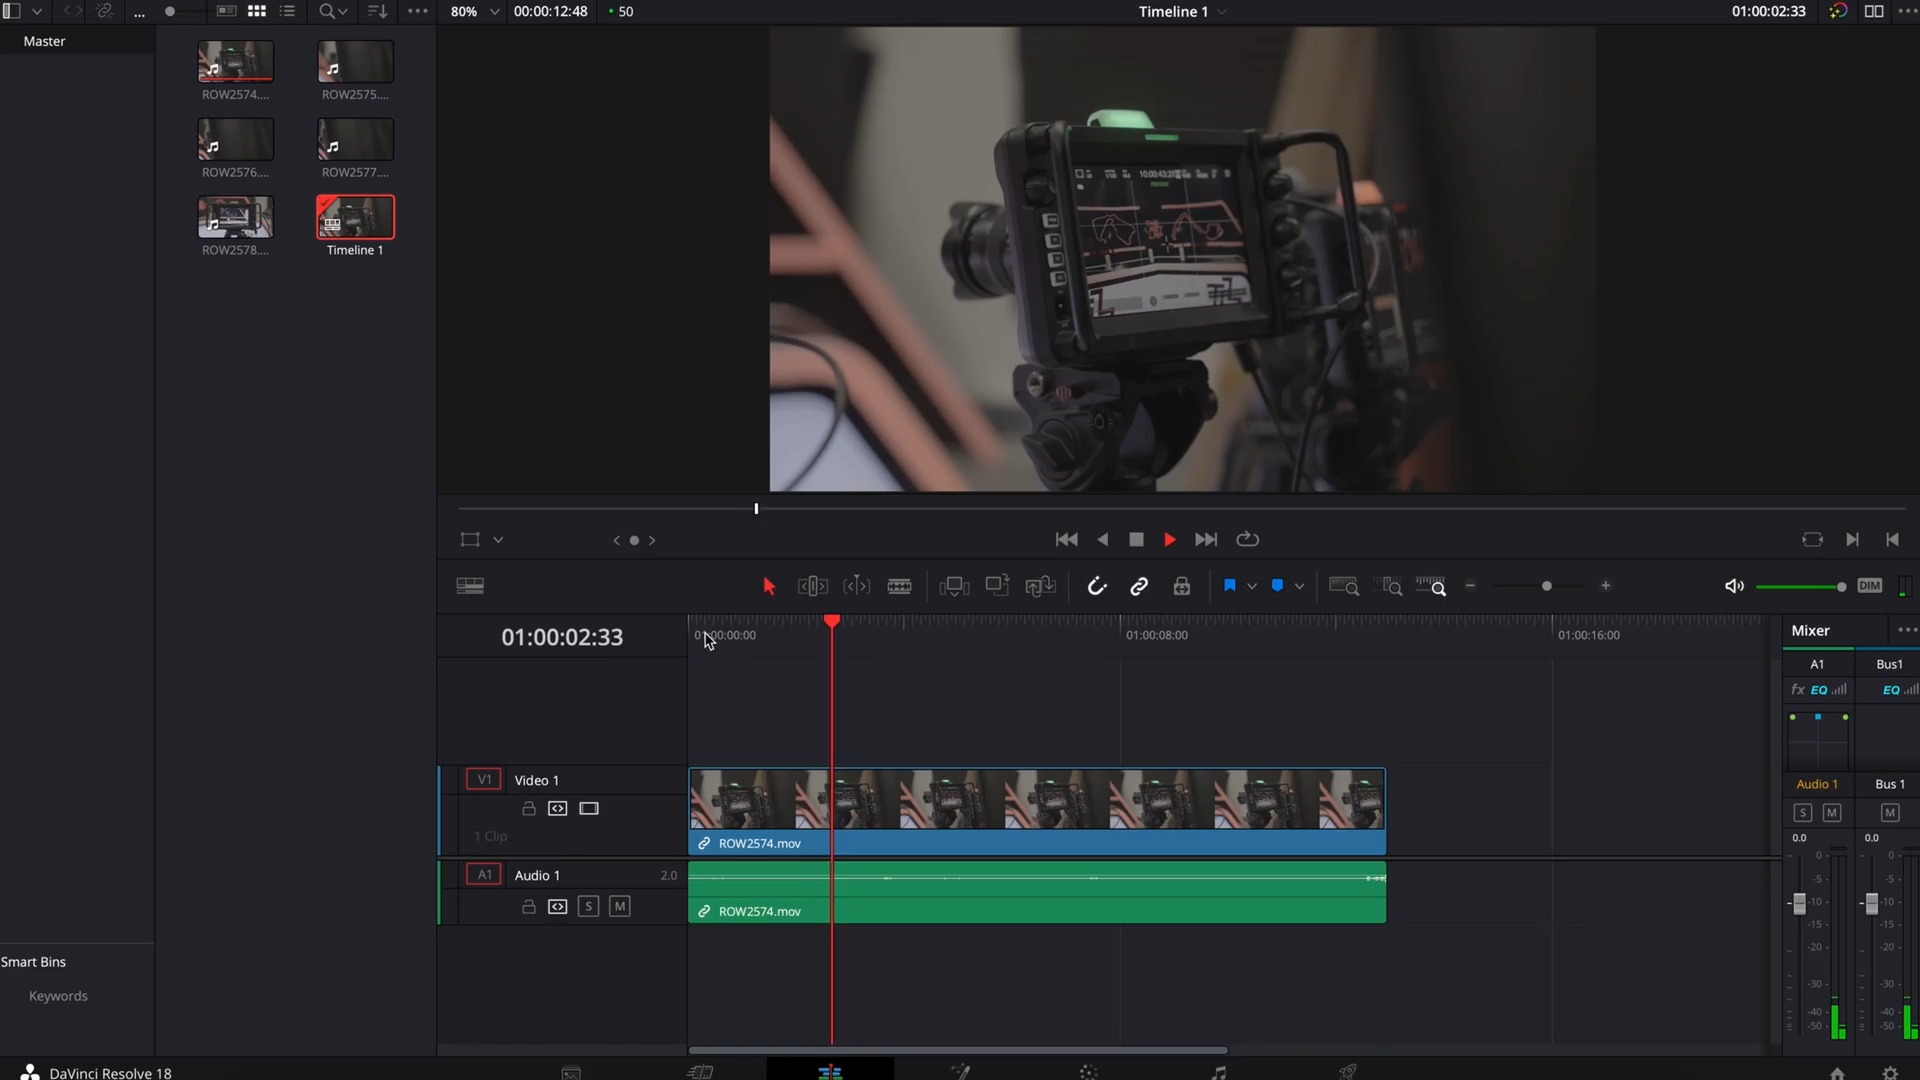 ... 80% 00:00:12:48 • 50 Timeline 1 01:00:02:33
Master
ROW2574.... ROW2575....
ROW2576.... ROW2577....
ROW2578.... Timeline 1
DIM
01:00:02:33 01:00:00:00 01:00:08:00 01:00:16:00
Mixer
A1 Bus1
fx EQ EQ
V1 Video 1
1 Clip
ROW2574.mov
A1 Audio 1 2.0
S M
ROW2574.mov
Audio 1 Bus 1
S M M
0.0 0.0
0 0
-5 -5
-10 -10
-15 -15
-20 -20
-30 -30
-40 -40
-50 -50
Smart Bins
Keywords
DaVinci Resolve 18